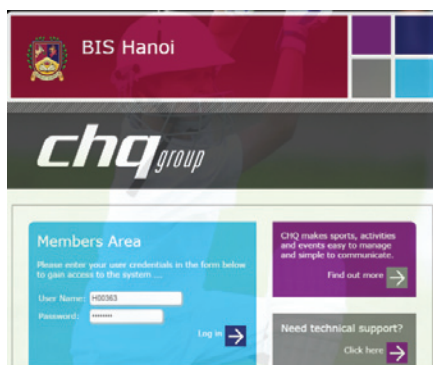 BIS Hanoi
chq group
Members Area
Please enter your user credentials in the form below
to gain access to the system ...
User Name: H00363
Password: ••••••••
Log in
CHQ makes sports, activities
and events easy to manage
and simple to communicate.
Find out more
Need technical support?
Click here